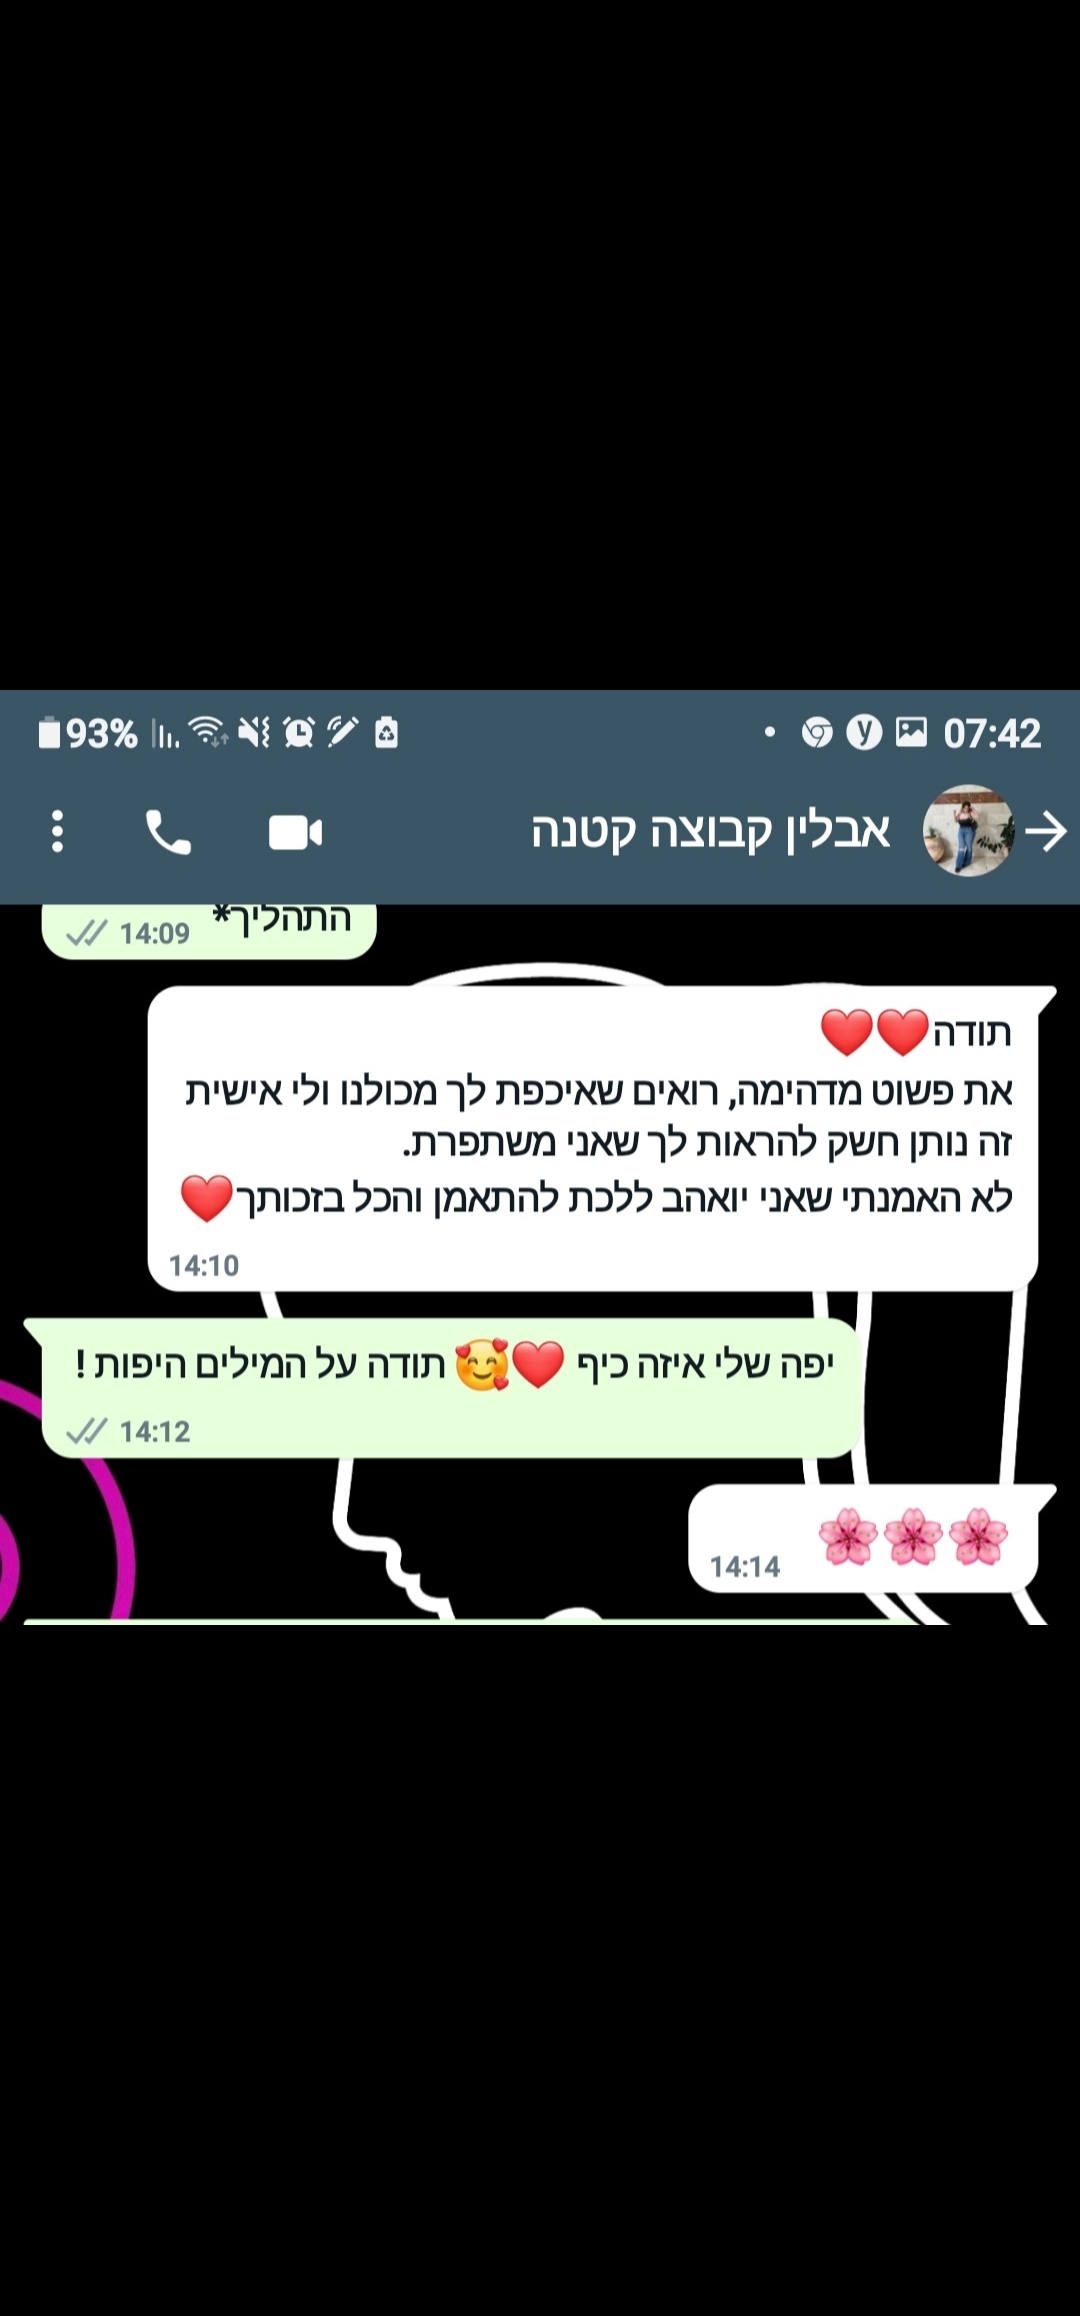 93% 07:42
אבלין קבוצה קטנה
התהליך*
14:09
תודה❤️❤️
את פשוט מדהימה, רואים שאיכפת לך מכולנו ולי אישית
זה נותן חשק להראות לך שאני משתפרת.
לא האמנתי שאני יואהב ללכת להתאמן והכל בזכותך❤️
14:10
יפה שלי איזה כיף ❤️🥰תודה על המילים היפות !
14:12
🌸🌸🌸
14:14